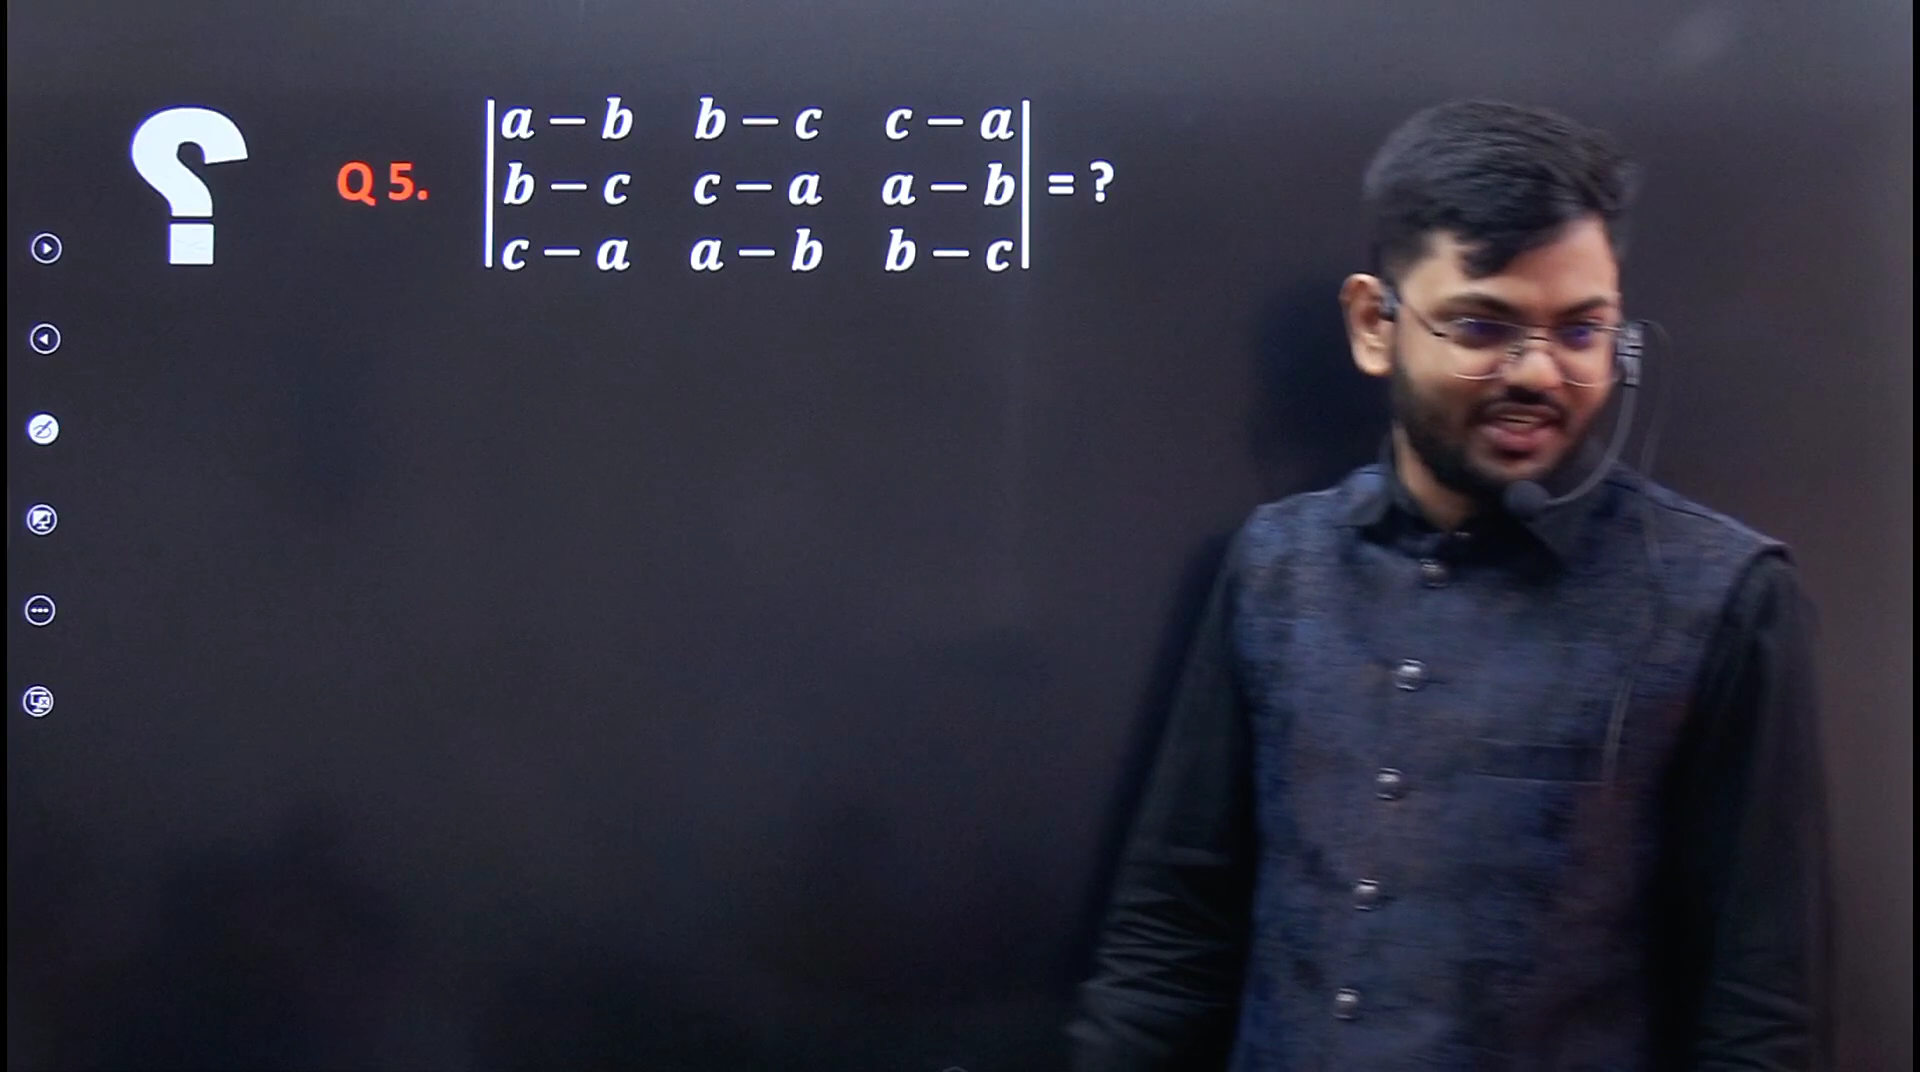 ?
Q 5.
a − b b − c c − a
b − c c − a a − b = ?
c − a a − b b − c